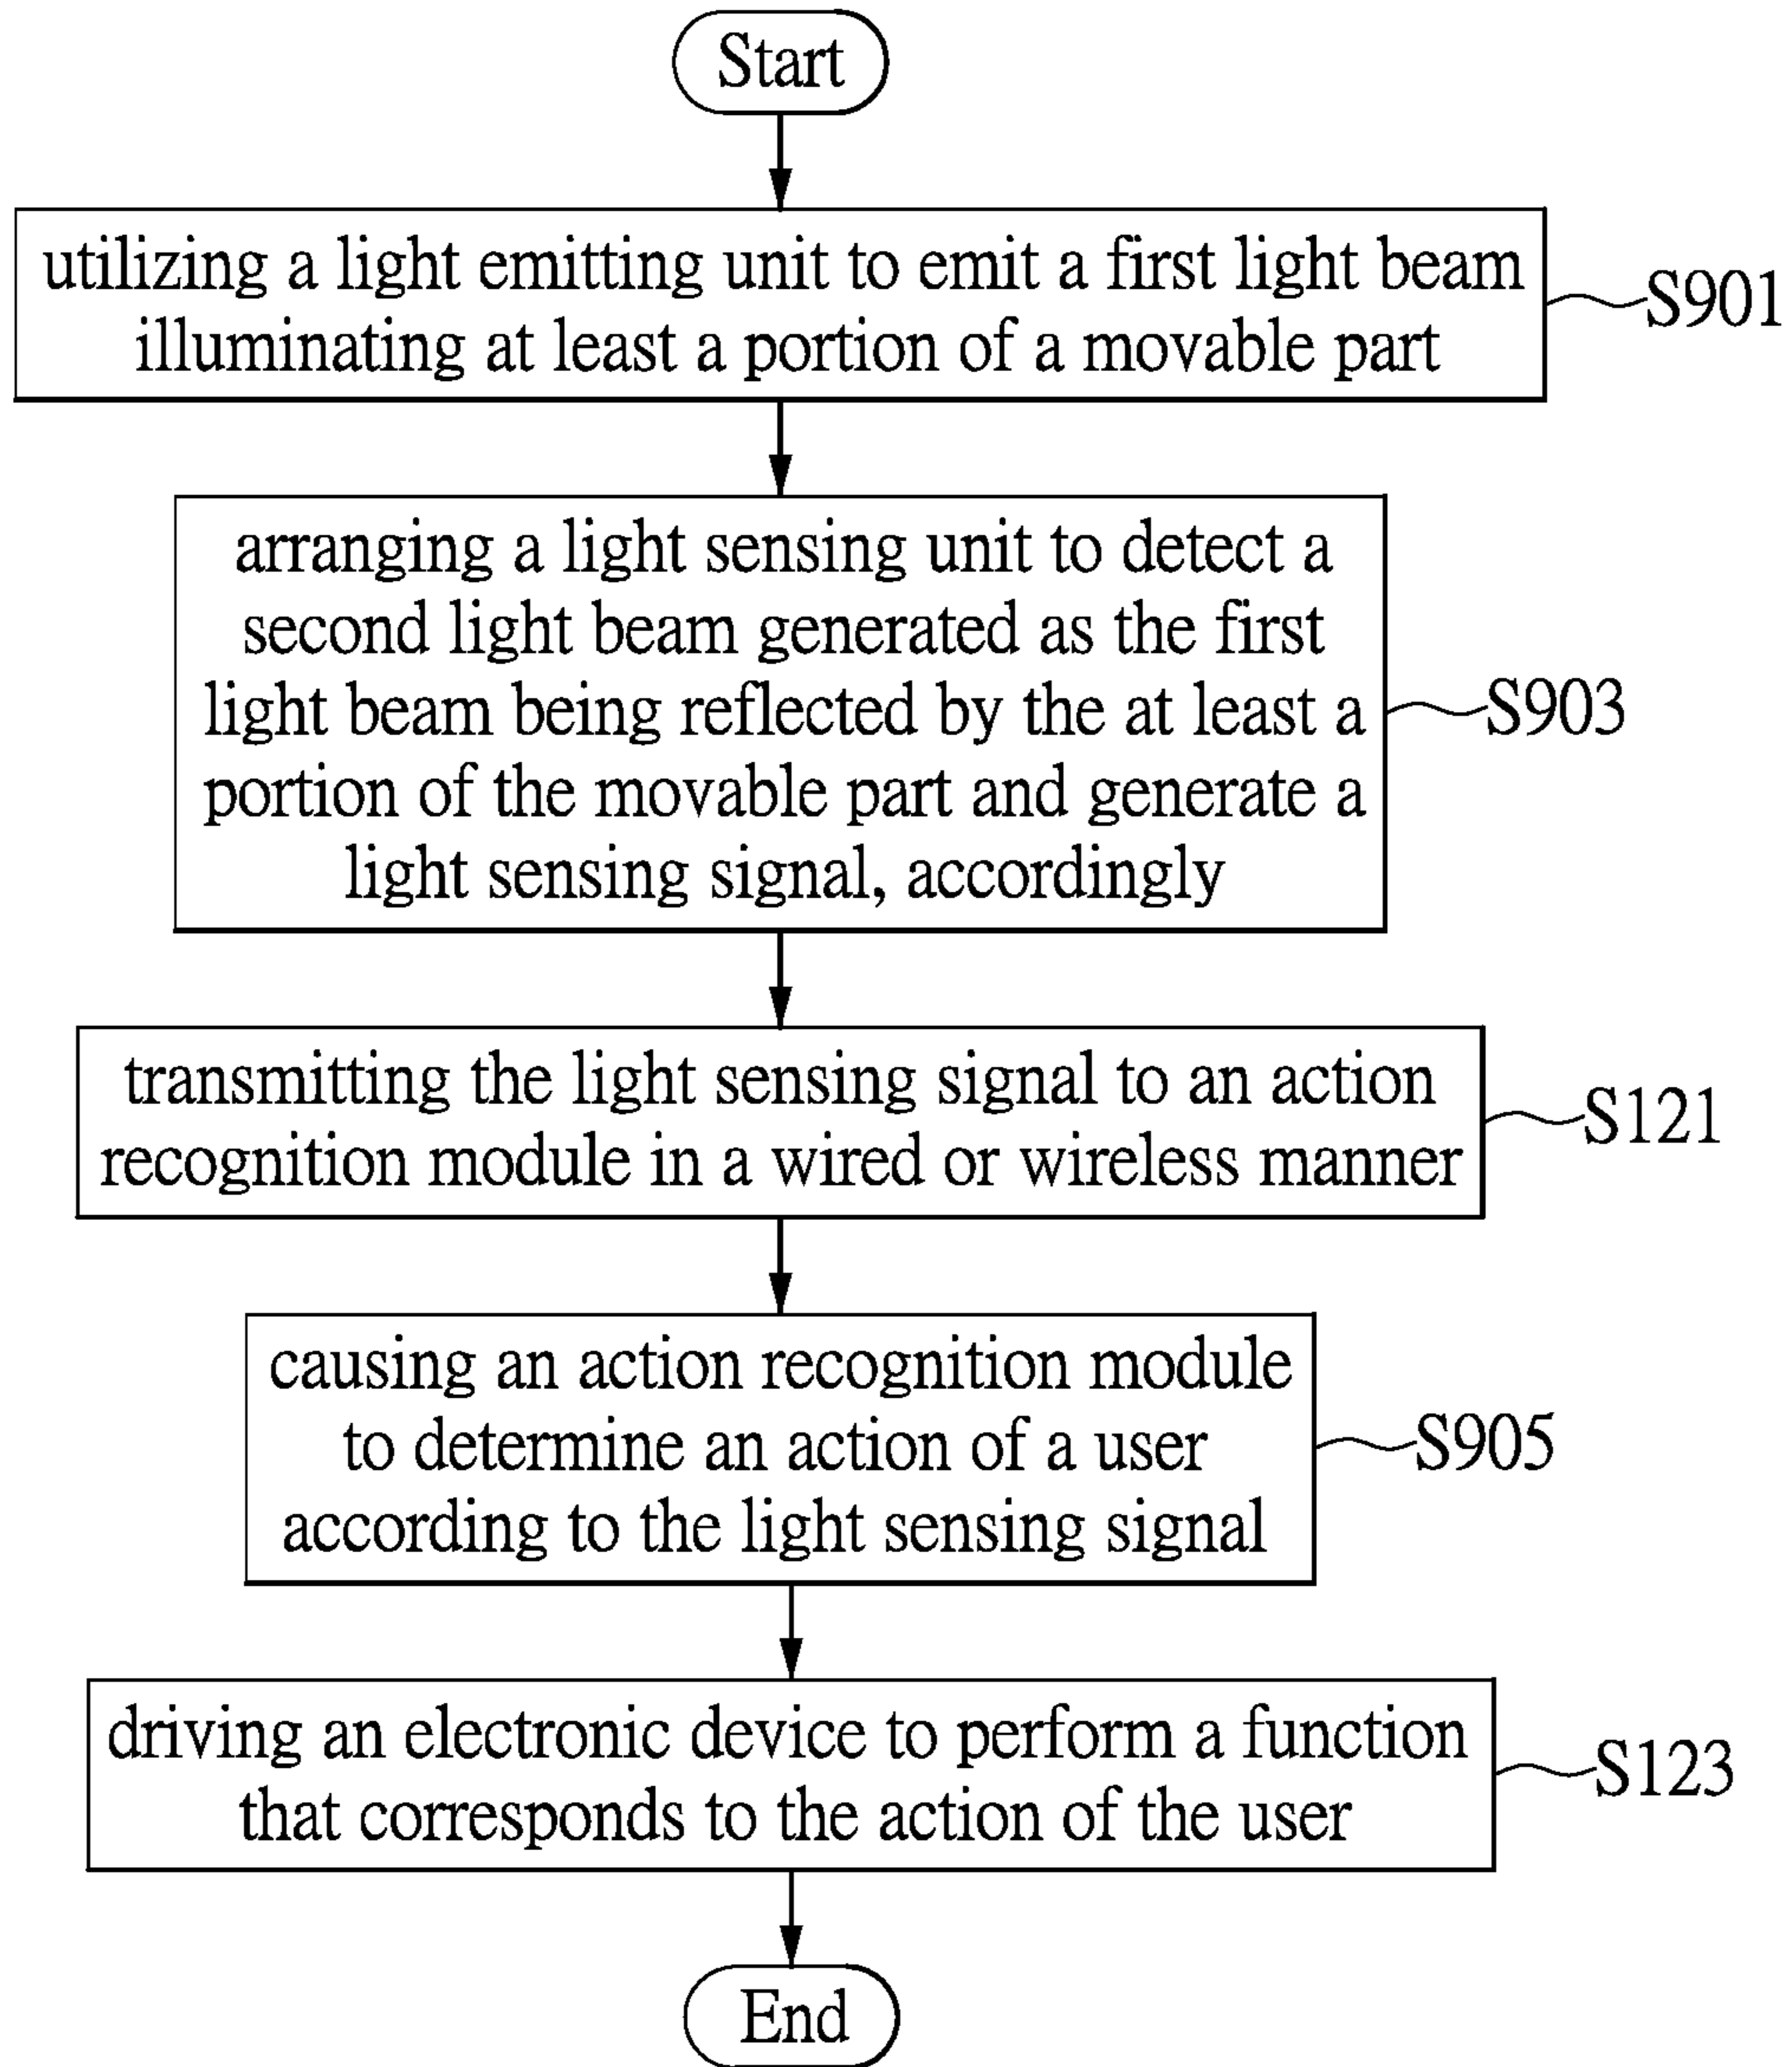 Start
utilizing a light emitting unit to emit a first light beam
illuminating at least a portion of a movable part
S901
arranging a light sensing unit to detect a
second light beam generated as the first
light beam being reflected by the at least a
portion of the movable part and generate a
light sensing signal, accordingly
S903
transmitting the light sensing signal to an action
recognition module in a wired or wireless manner
S121
causing an action recognition module
to determine an action of a user
according to the light sensing signal
S905
driving an electronic device to perform a function
that corresponds to the action of the user
S123
End